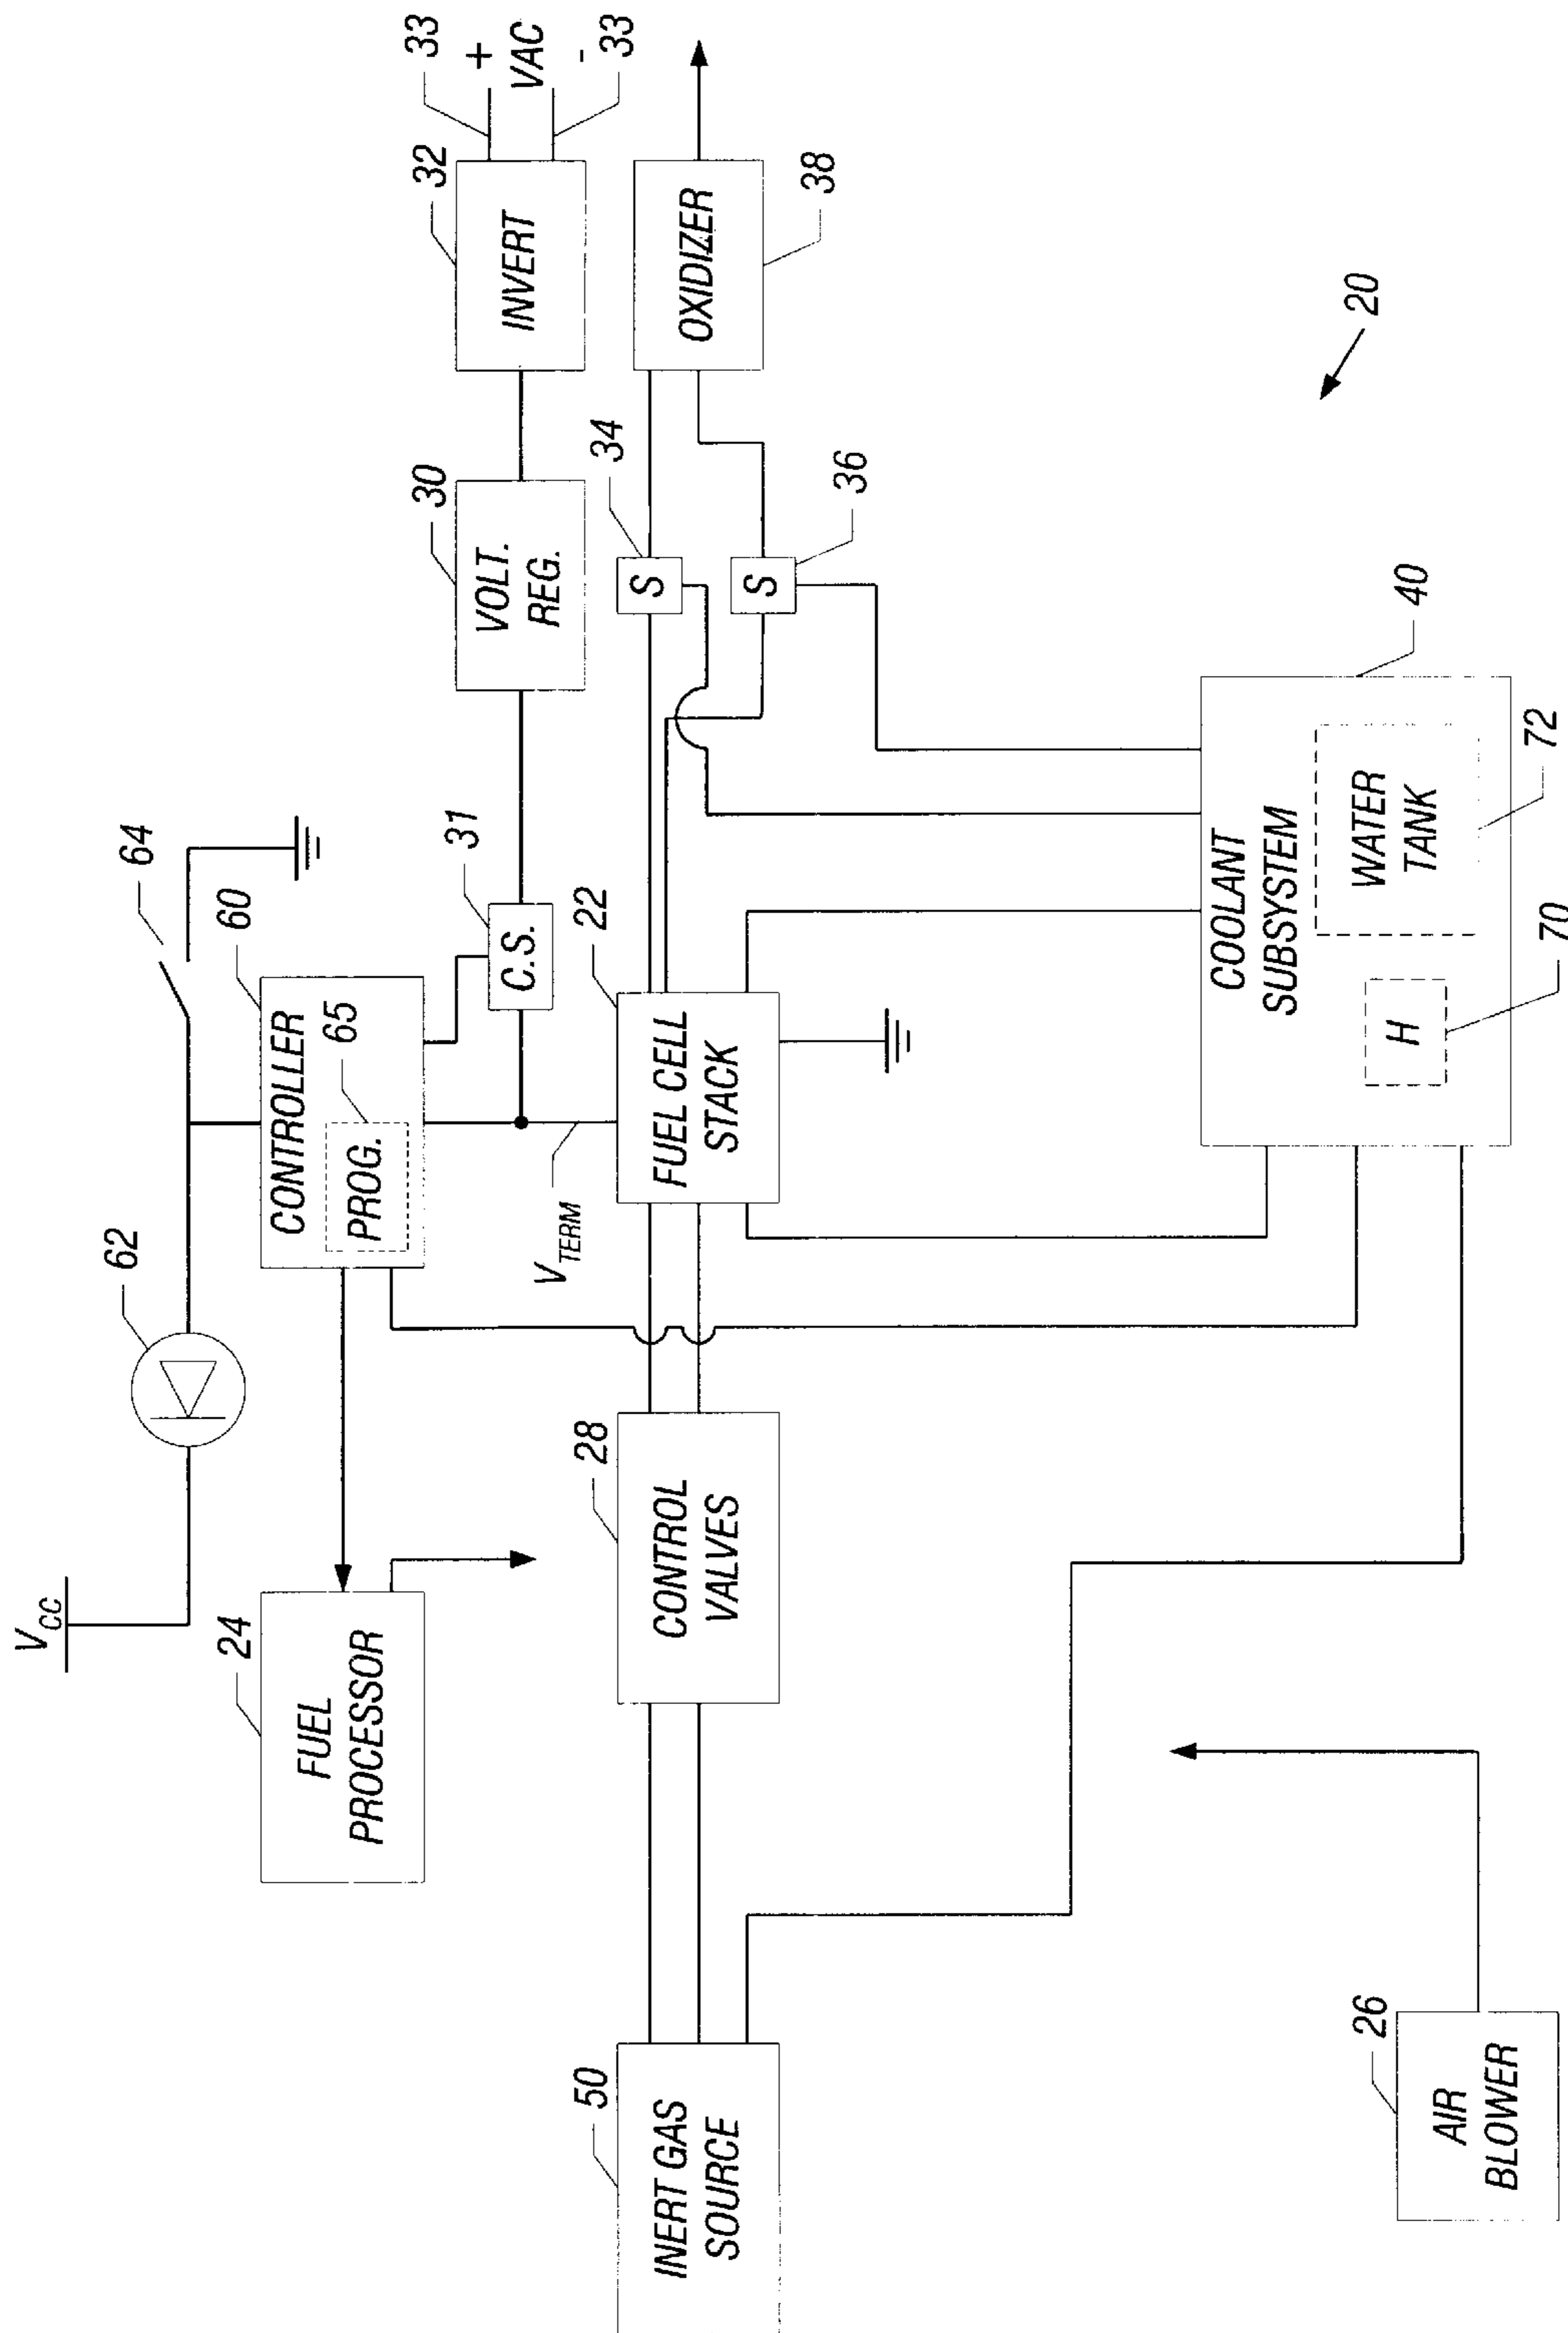 V_CC
62
64
24
FUEL
PROCESSOR
60
CONTROLLER
65
PROG.
31
C.S.
30
VOLT.
REG.
32
INVERT
33
+
VAC
-
33
V_TERM
50
INERT GAS
SOURCE
28
CONTROL
VALVES
22
FUEL CELL
STACK
34
S
36
S
OXIDIZER
38
26
AIR
BLOWER
COOLANT
SUBSYSTEM
40
H
70
WATER
TANK
72
20